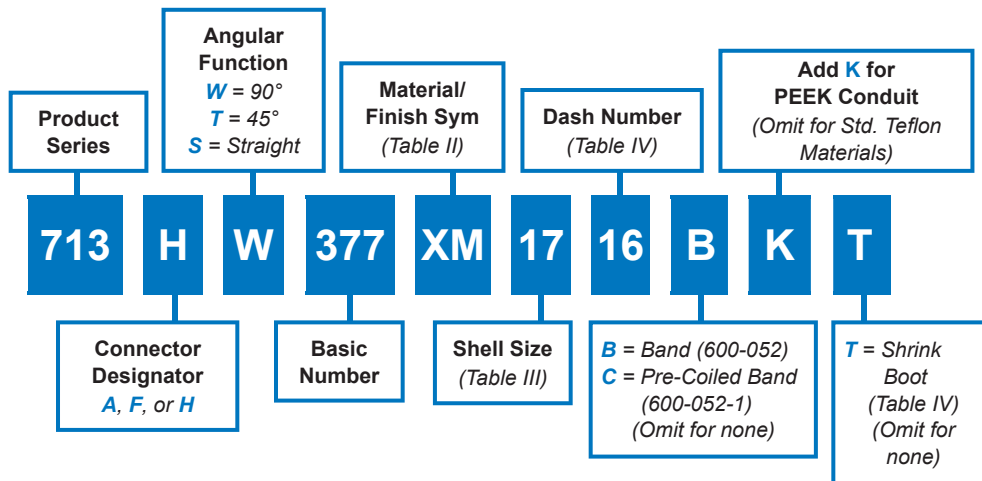 Product
Series
Angular
Function
W = 90°
T = 45°
S = Straight
Material/
Finish Sym
(Table II)
Dash Number
(Table IV)
Add K for
PEEK Conduit
(Omit for Std. Teflon
Materials)
713 H W 377 XM 17 16 B K T
Connector
Designator
A, F, or H
Basic
Number
Shell Size
(Table III)
B = Band (600-052)
C = Pre-Coiled Band
(600-052-1)
(Omit for none)
T = Shrink
Boot
(Table IV)
(Omit for
none)